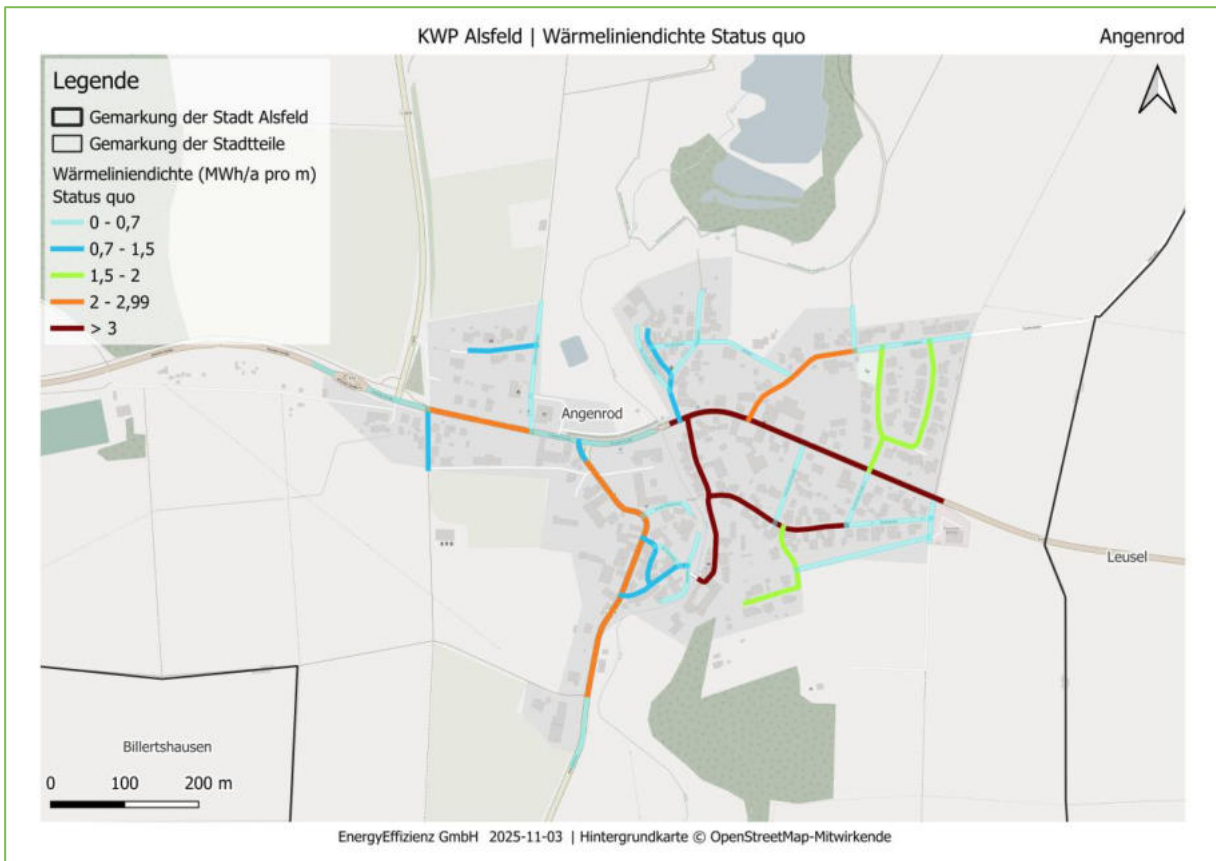 KWP Alsfeld | Wärmeliniendichte Status quo
Angenrod
Legende
Gemarkung der Stadt Alsfeld
Gemarkung der Stadtteile
Wärmeliniendichte (MWh/a pro m)
Status quo
0 - 0,7
0,7 - 1,5
1,5 - 2
2 - 2,99
> 3
Angenrod
Leusel
Billertshausen
0 100 200 m
EnergyEffizienz GmbH 2025-11-03 | Hintergrundkarte © OpenStreetMap-Mitwirkende